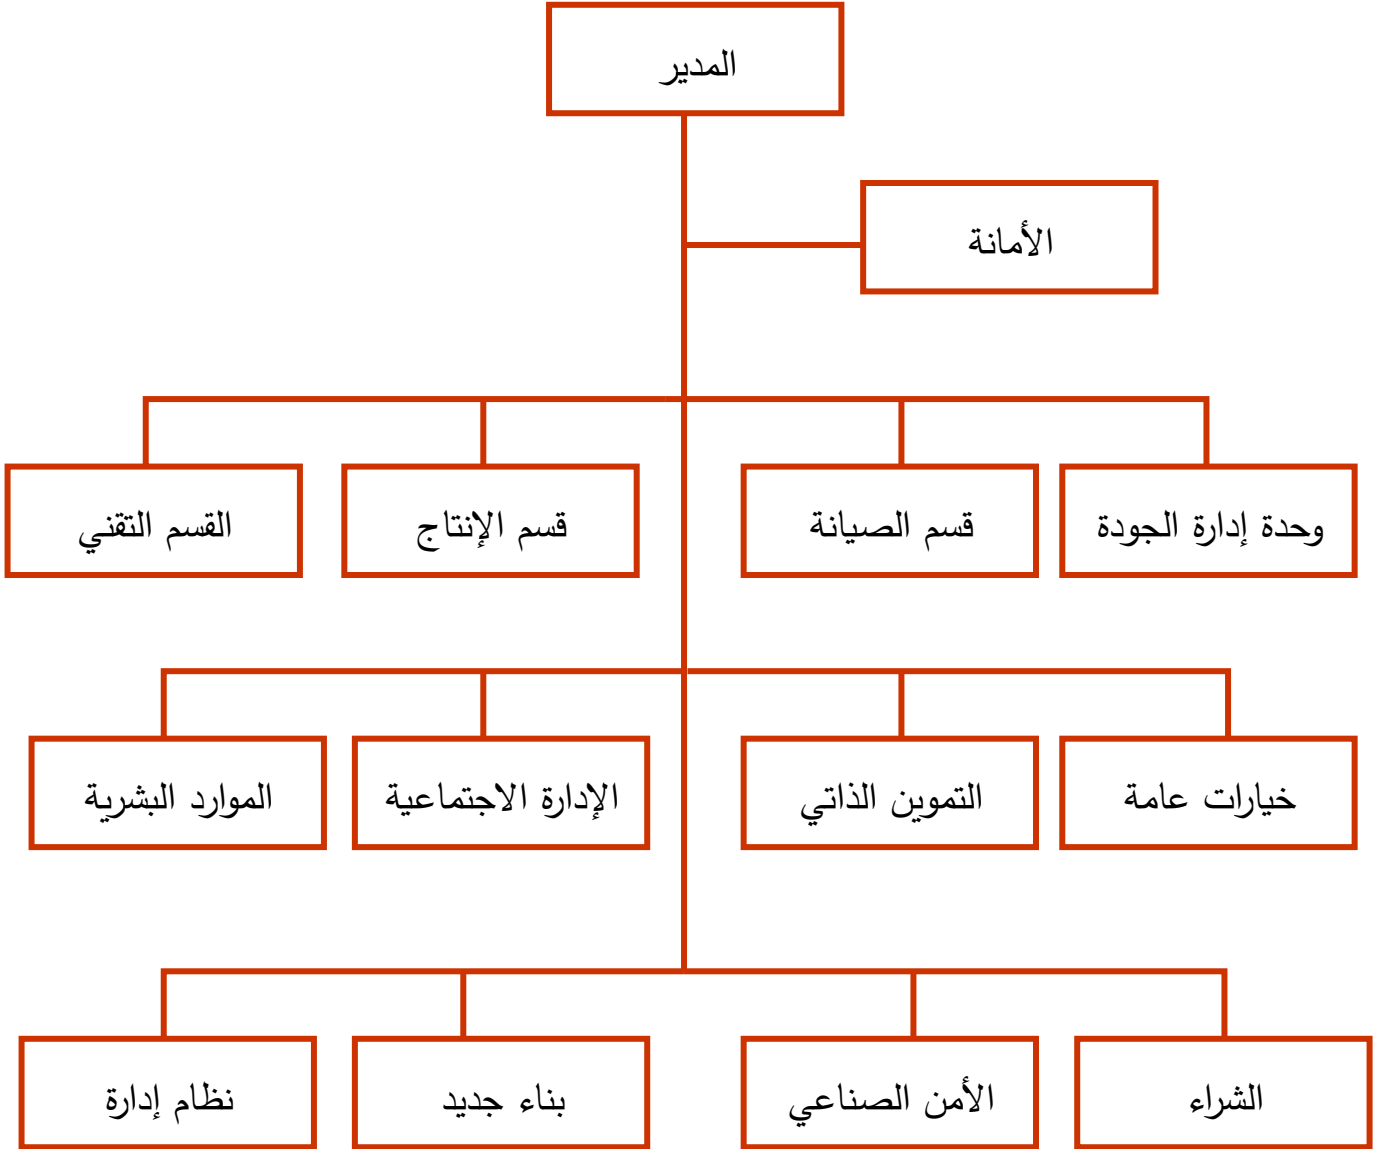 المدير
الأمانة
وحدة إدارة الجودة
قسم الصيانة
قسم الإنتاج
القسم التقني
خيارات عامة
التموين الذاتي
الإدارة الاجتماعية
الموارد البشرية
الشراء
الأمن الصناعي
بناء جديد
نظام إدارة